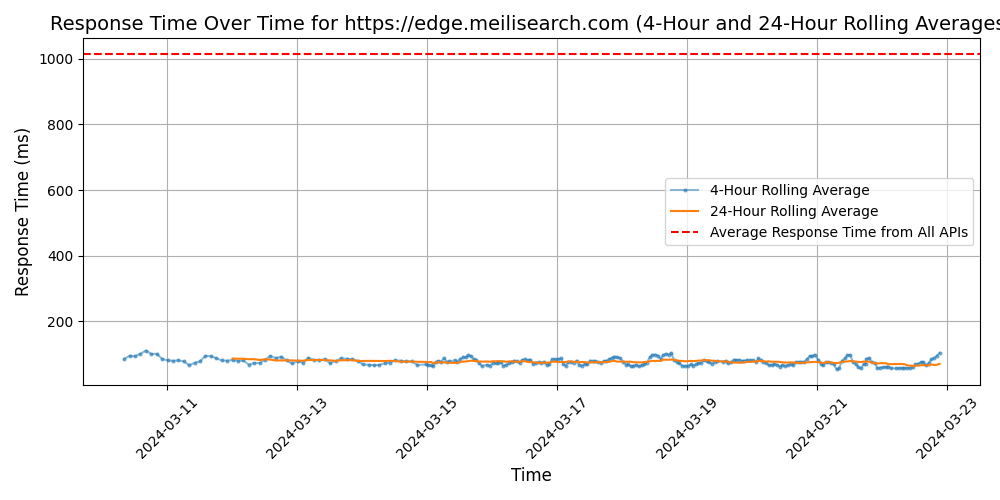 Response Time Over Time for https://edge.meilisearch.com (4-Hour and 24-Hour Rolling Averages
Response Time (ms)
1000
800
600
400
200
4-Hour Rolling Average
24-Hour Rolling Average
Average Response Time from All APIs
2024-03-11
2024-03-13
2024-03-15
2024-03-17
2024-03-19
2024-03-21
2024-03-23
Time